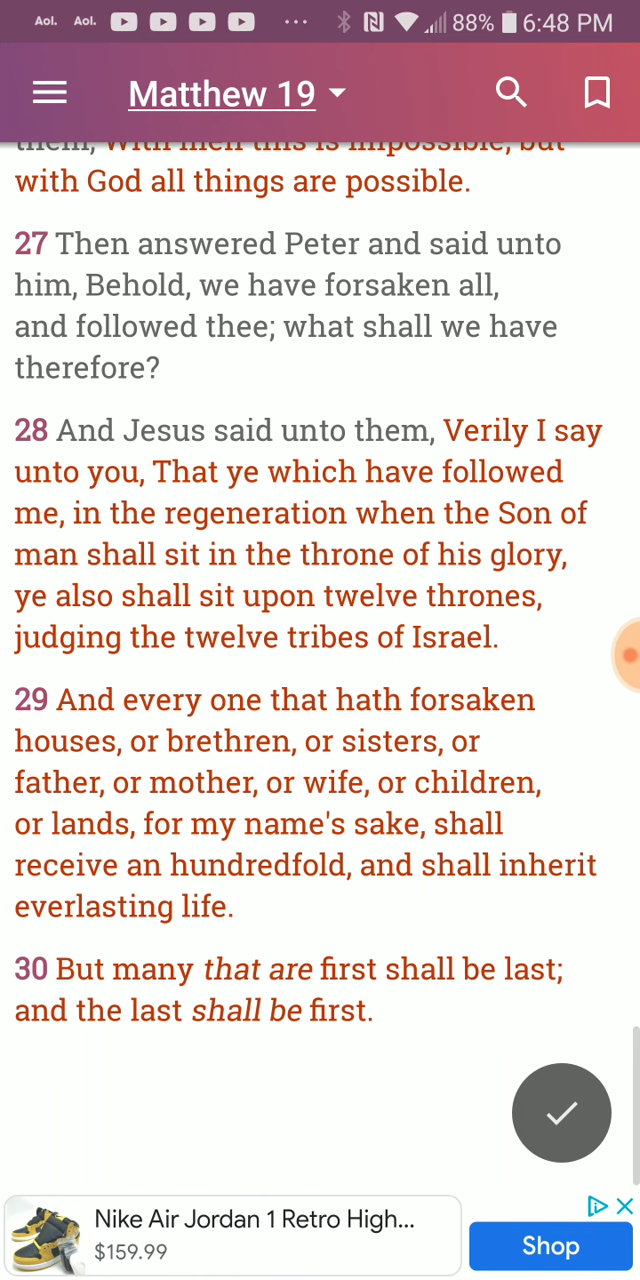 Aol. Aol. ... 88% 6:48 PM
Matthew 19
them, With men this is impossible; but
with God all things are possible.
27 Then answered Peter and said unto
him, Behold, we have forsaken all,
and followed thee; what shall we have
therefore?
28 And Jesus said unto them, Verily I say
unto you, That ye which have followed
me, in the regeneration when the Son of
man shall sit in the throne of his glory,
ye also shall sit upon twelve thrones,
judging the twelve tribes of Israel.
29 And every one that hath forsaken
houses, or brethren, or sisters, or
father, or mother, or wife, or children,
or lands, for my name's sake, shall
receive an hundredfold, and shall inherit
everlasting life.
30 But many that are first shall be last;
and the last shall be first.
Nike Air Jordan 1 Retro High...
$159.99
Shop